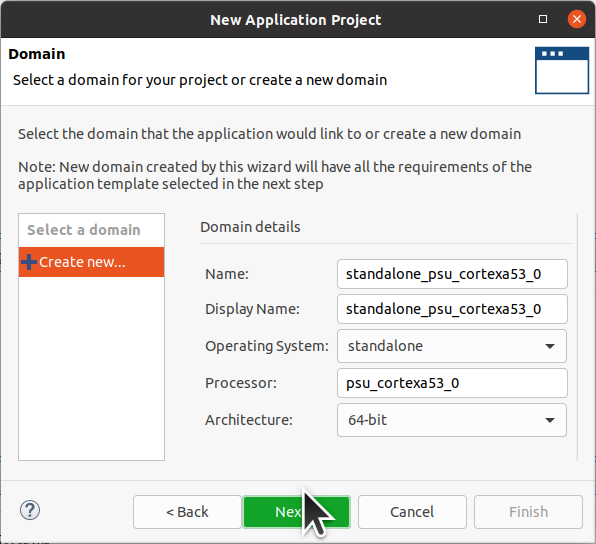 New Application Project
Domain
Select a domain for your project or create a new domain
Select the domain that the application would link to or create a new domain
Note: New domain created by this wizard will have all the requirements of the
application template selected in the next step
Select a domain
Create new...
Domain details
Name:
standalone_psu_cortexa53_0
Display Name:
standalone_psu_cortexa53_0
Operating System:
standalone
Processor:
psu_cortexa53_0
Architecture:
64-bit
?
< Back
Cancel
Finish